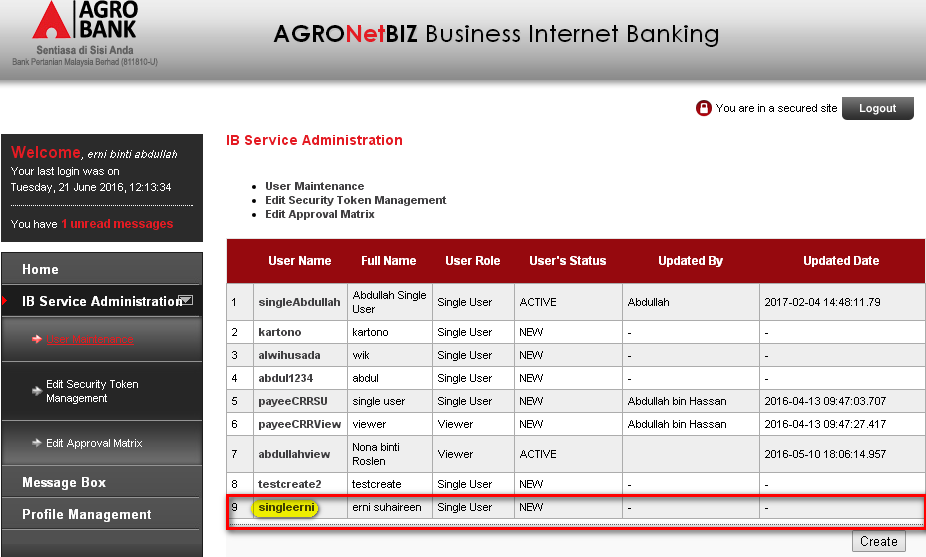 AGRO
BANK
Sentiasa di Sisi Anda
Bank Pertanian Malaysia Berhad (811810-U)
AGRONetBIZ Business Internet Banking
You are in a secured site
Logout
Welcome, erni binti abdullah
Your last login was on
Tuesday, 21 June 2016, 12:13:34
You have 1 unread messages
Home
IB Service Administration
User Maintenance
Edit Security Token
Management
Edit Approval Matrix
Message Box
Profile Management
IB Service Administration
• User Maintenance
• Edit Security Token Management
• Edit Approval Matrix
User Name Full Name User Role User's Status Updated By Updated Date
1 singleAbdullah Abdullah Single User Single User ACTIVE Abdullah 2017-02-04 14:48:11.79
2 kartono kartono Single User NEW - -
3 alwihusada wik Single User NEW - -
4 abdul1234 abdul Single User NEW - -
5 payeeCRRSU single user Single User NEW Abdullah bin Hassan 2016-04-13 09:47:03.707
6 payeeCRRView viewer Viewer NEW Abdullah bin Hassan 2016-04-13 09:47:27.417
7 abdullahview Nona binti Roslen Viewer ACTIVE 2016-05-10 18:06:14.957
8 testcreate2 testcreate Single User NEW - -
9 singleerni erni suhaireen Single User NEW - -
Create